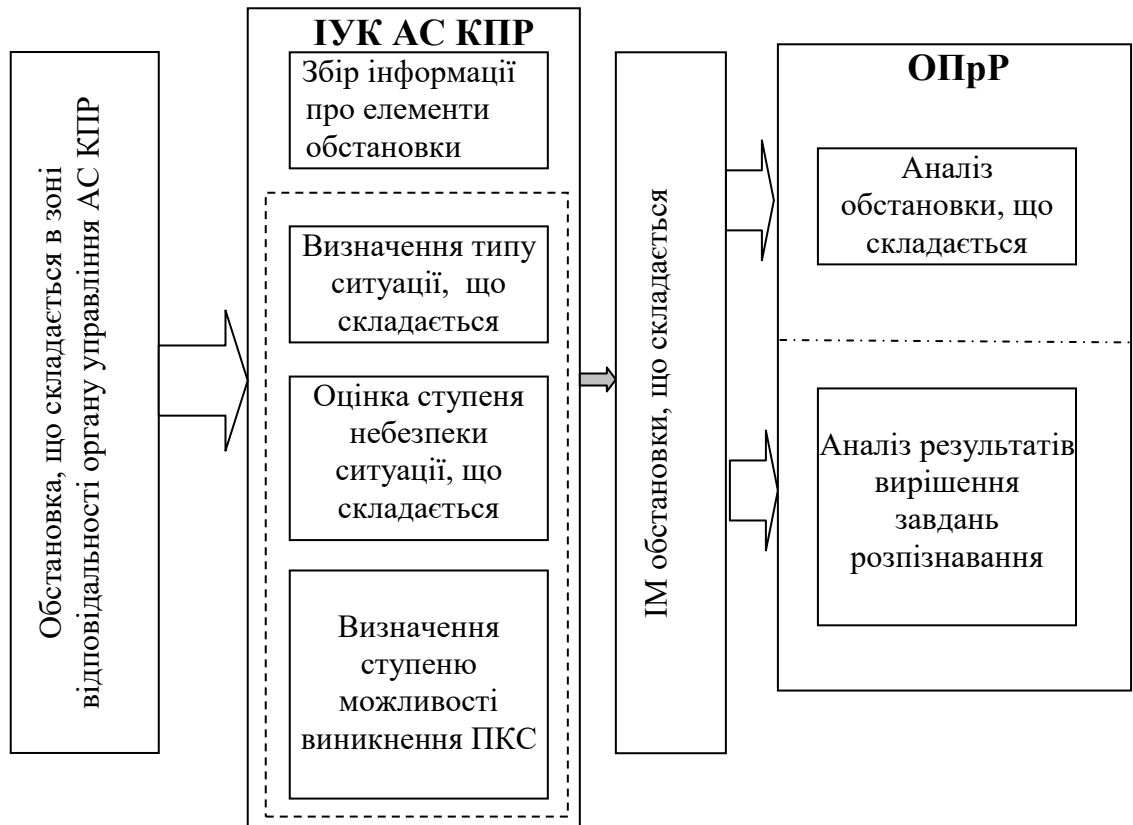 Обстановка, що складається в зоні
відповідальності органу управління АС КПР
ІУК АС КПР
Збір інформації
про елементи
обстановки
Визначення типу
ситуації, що
складається
Оцінка ступеня
небезпеки
ситуації, що
складається
Визначення
ступеню
можливості
виникнення ПКС
ІМ обстановки, що складається
ОПрР
Аналіз
обстановки, що
складається
Аналіз результатів
вирішення
завдань
розпізнавання